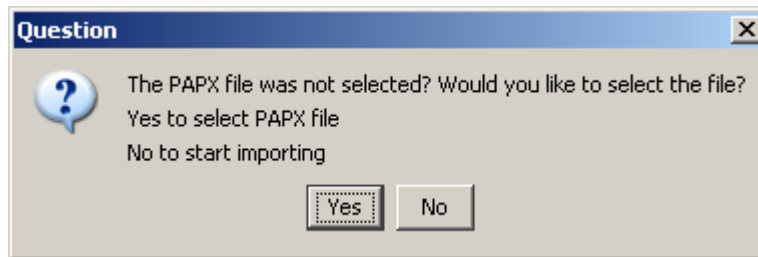 Question
The PAPX file was not selected? Would you like to select the file?
Yes to select PAPX file
No to start importing
Yes No